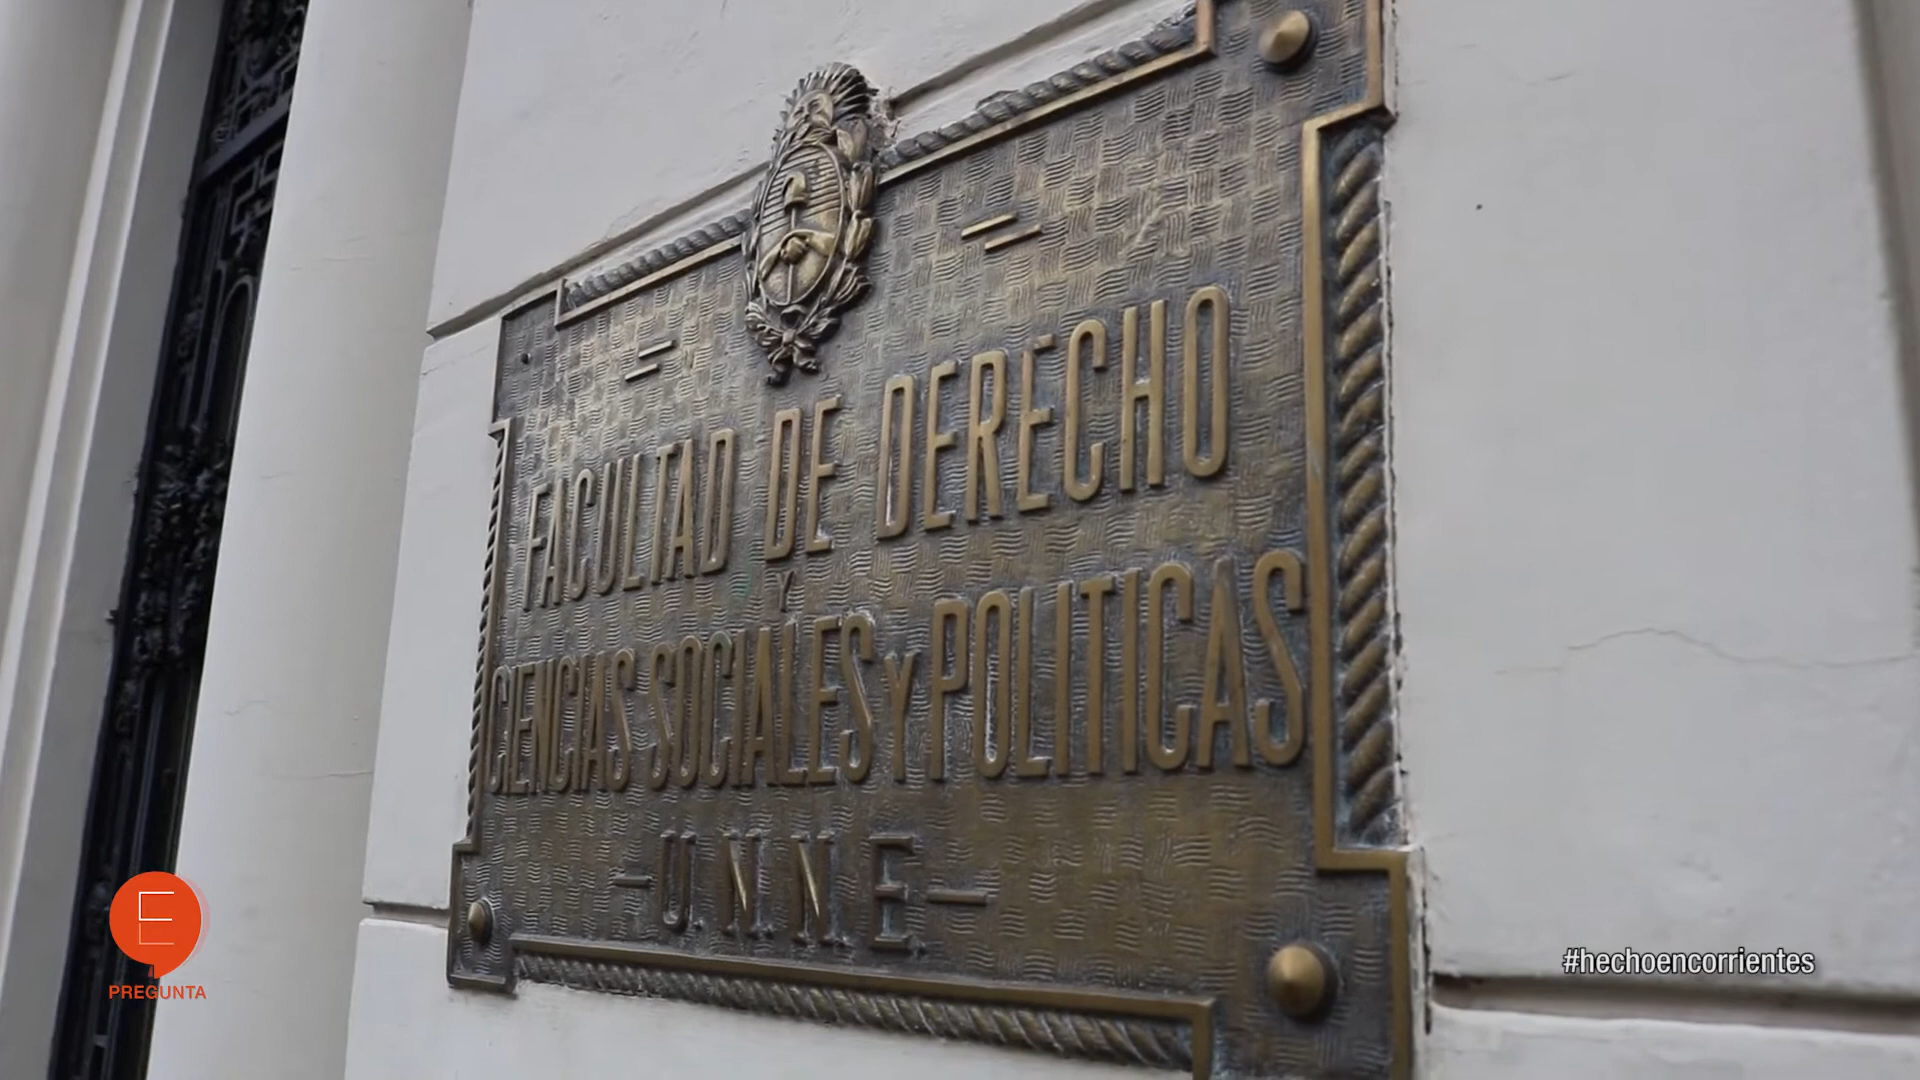 FACULTAD DE DERECHO
Y
CIENCIAS SOCIALES Y POLITICAS
U.N.N.E.
E
PREGUNTA
#hechoencorrientes